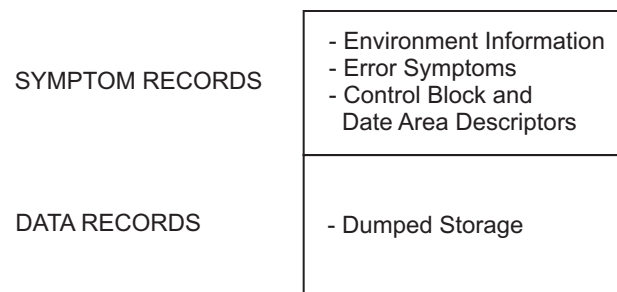 SYMPTOM RECORDS
- Environment Information
- Error Symptoms
- Control Block and
Date Area Descriptors
DATA RECORDS
- Dumped Storage